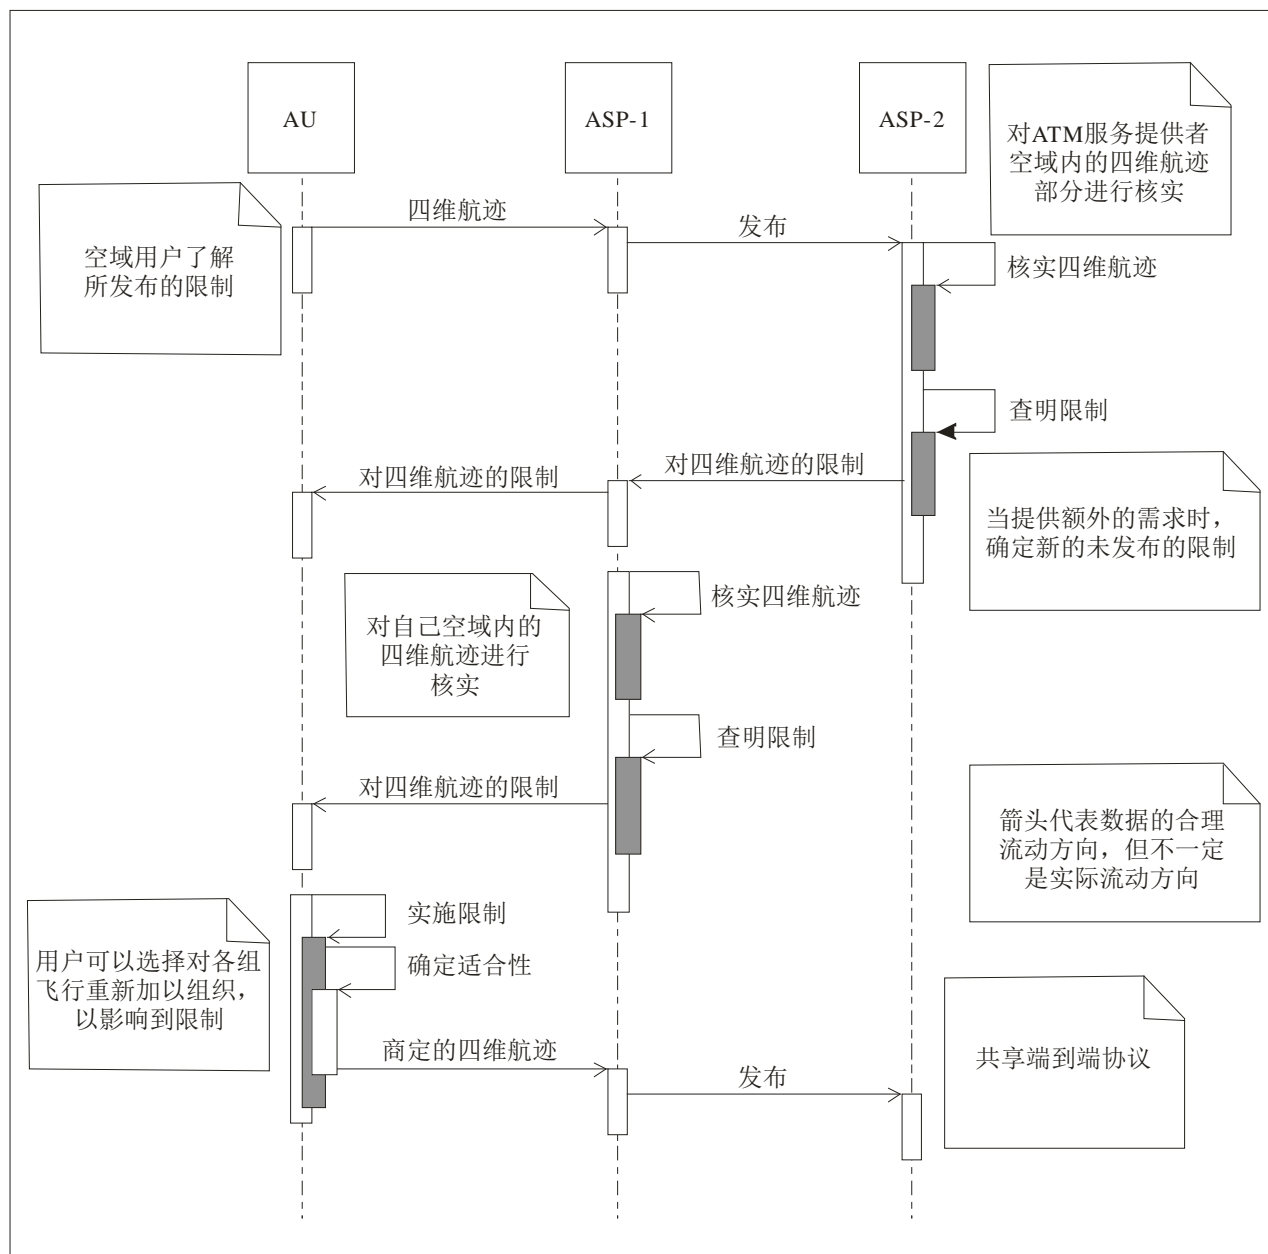 AU
ASP-1
ASP-2
对ATM服务提供者
空域内的四维航迹
部分进行核实
空域用户了解
所发布的限制
四维航迹
发布
核实四维航迹
查明限制
对四维航迹的限制
对四维航迹的限制
当提供额外的需求时，
确定新的未发布的限制
核实四维航迹
对自己空域内的
四维航迹进行
核实
查明限制
对四维航迹的限制
箭头代表数据的合理
流动方向，但不一定
是实际流动方向
实施限制
确定适合性
用户可以选择对各组
飞行重新加以组织，
以影响到限制
商定的四维航迹
发布
共享端到端协议